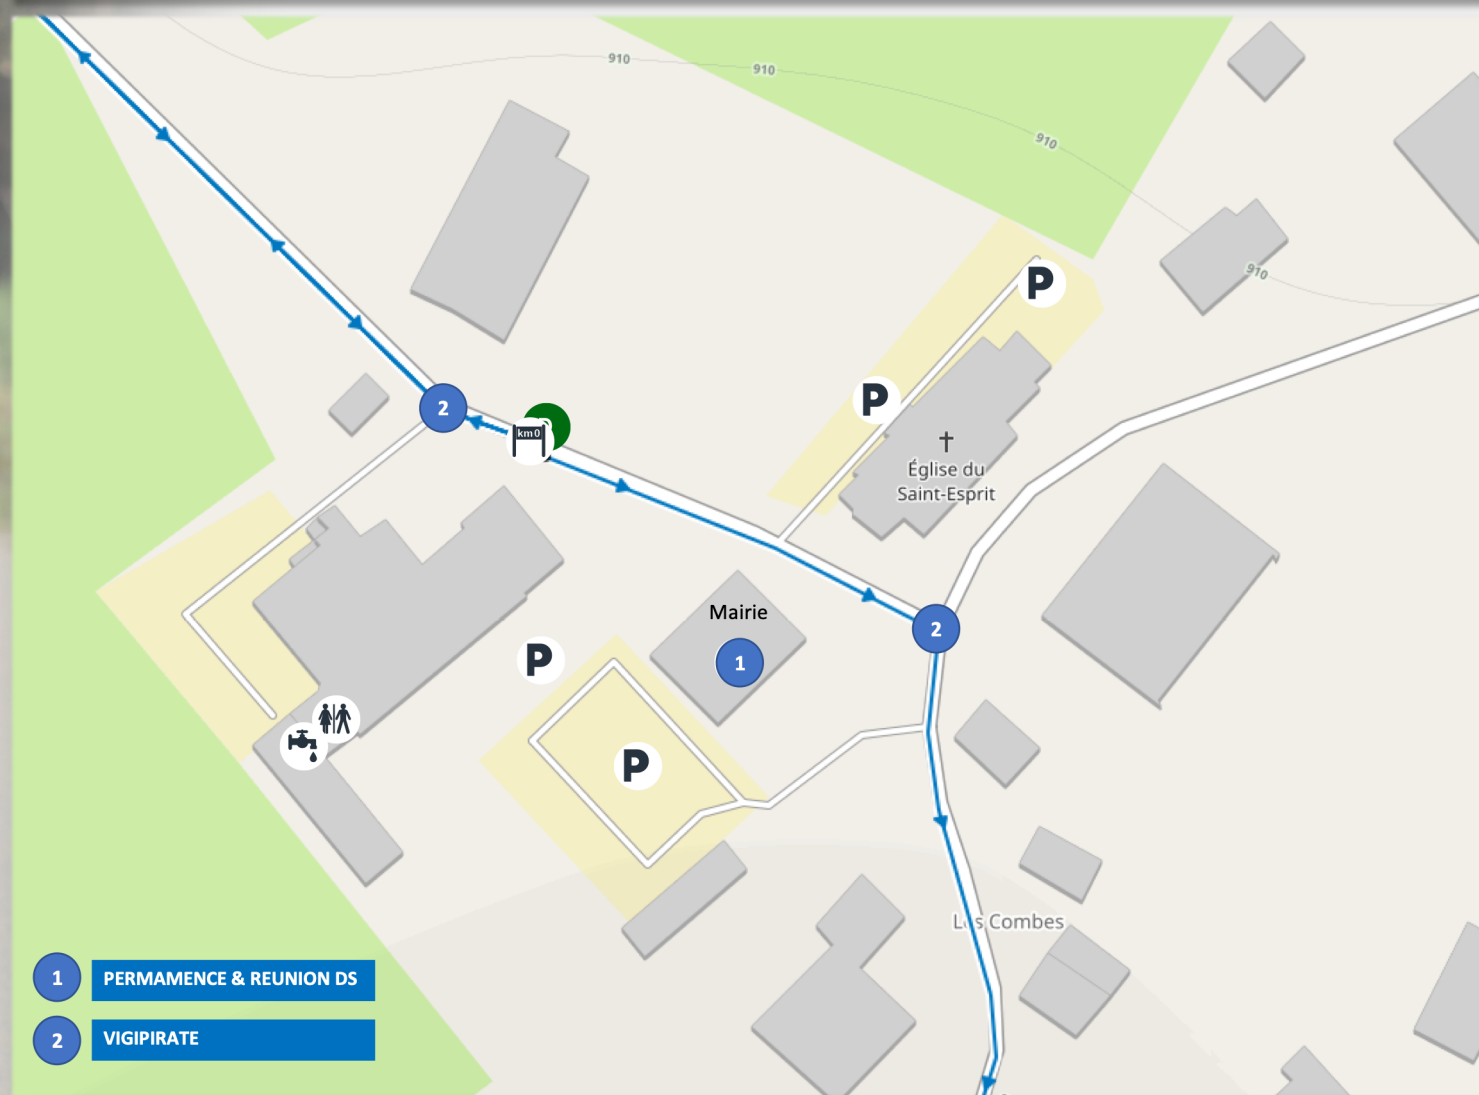 910
910
910
910
P
P
2
km0
Église du
Saint-Esprit
Mairie
2
P
1
P
Les Combes
1 PERMAMENCE & REUNION DS
2 VIGIPIRATE